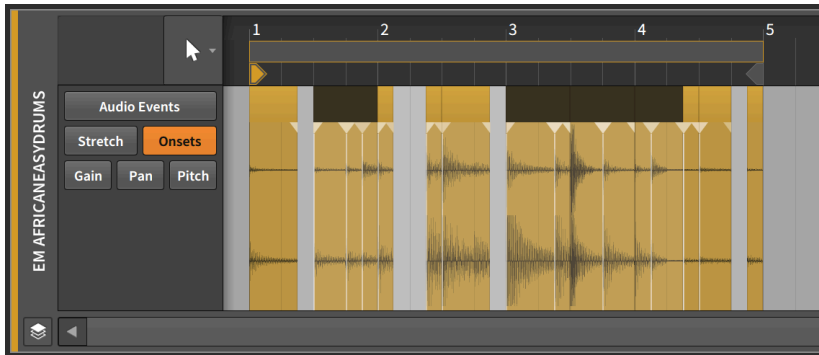 1 2 3 4 5
EM AFRICANEASYDRUMS
Audio Events
Stretch Onsets
Gain Pan Pitch